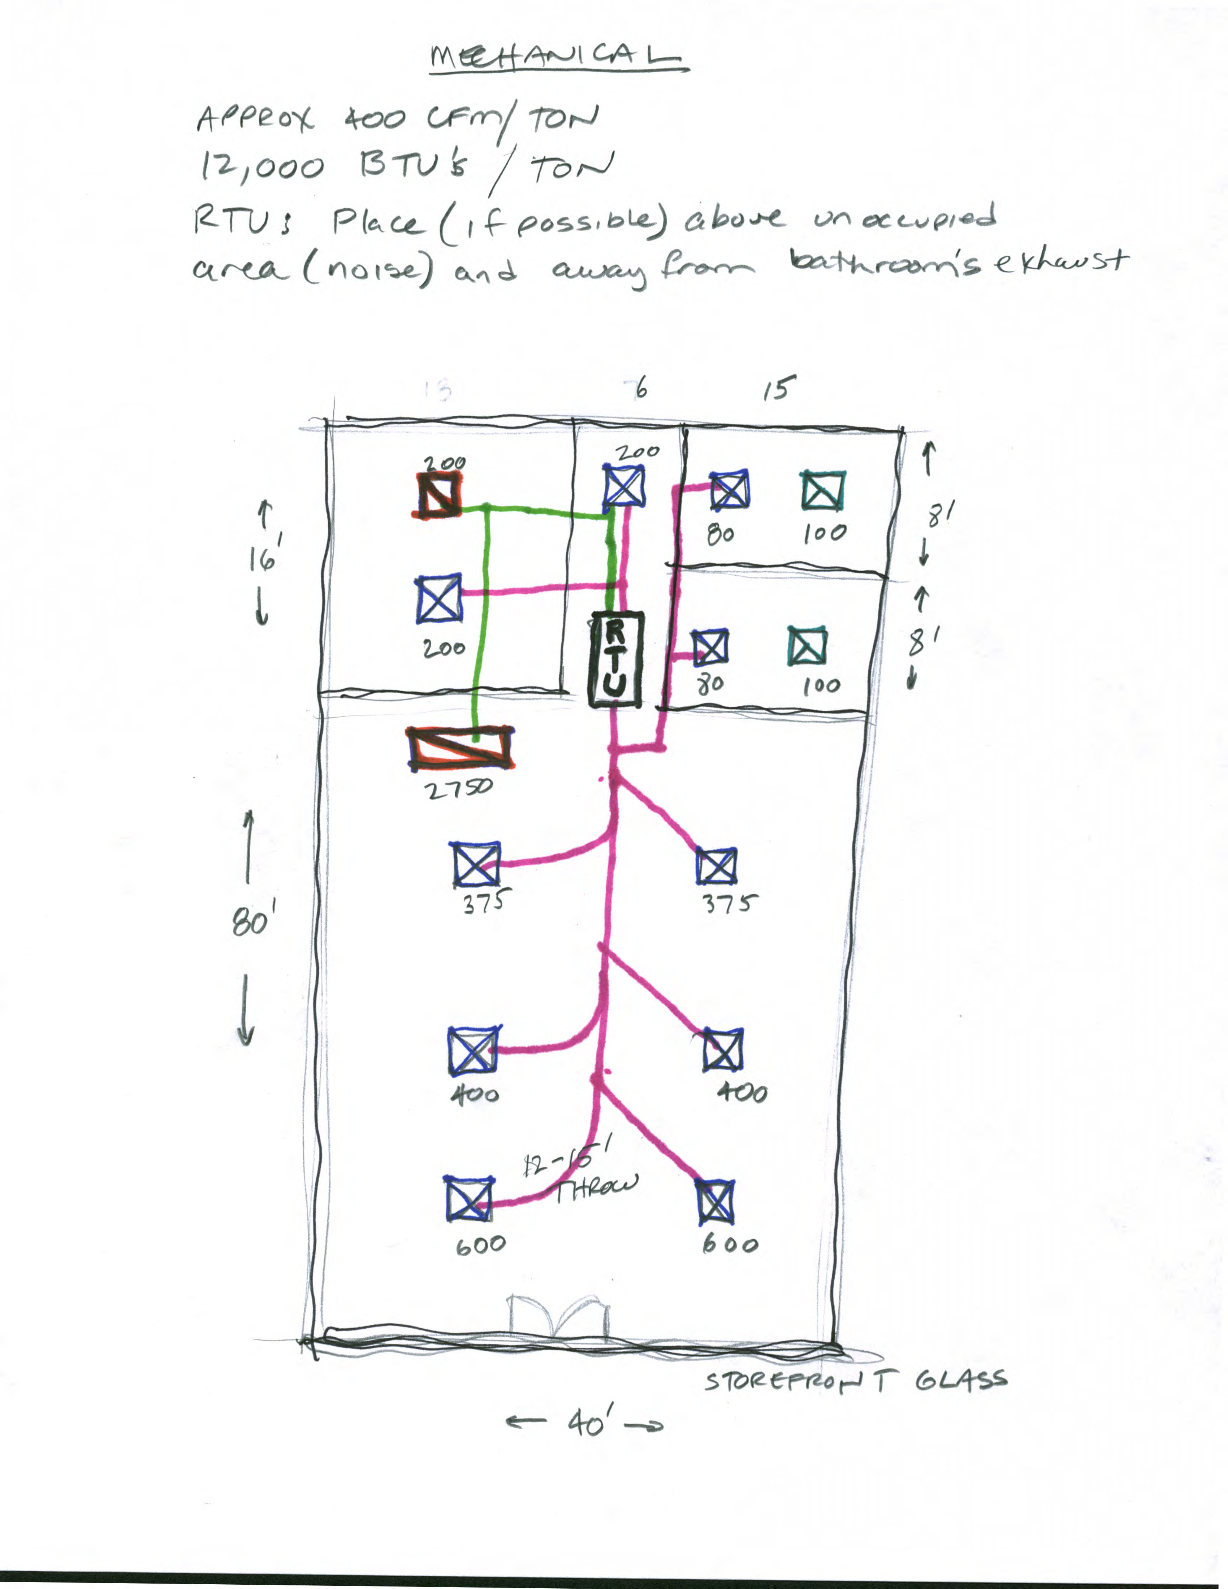 MECHANICAL
APPROX 400 CFM/TON
12,000 BTU'S / TON
RTU: Place (if possible) above unoccupied
area (noise) and away from bathroom's exhaust
13 6 15
200 200
80 100
8'
16'
200
RTU
80 100
8'
2750
375 375
80'
400 400
12-15'
THROW
600 600
STOREFRONT GLASS
← 40' →